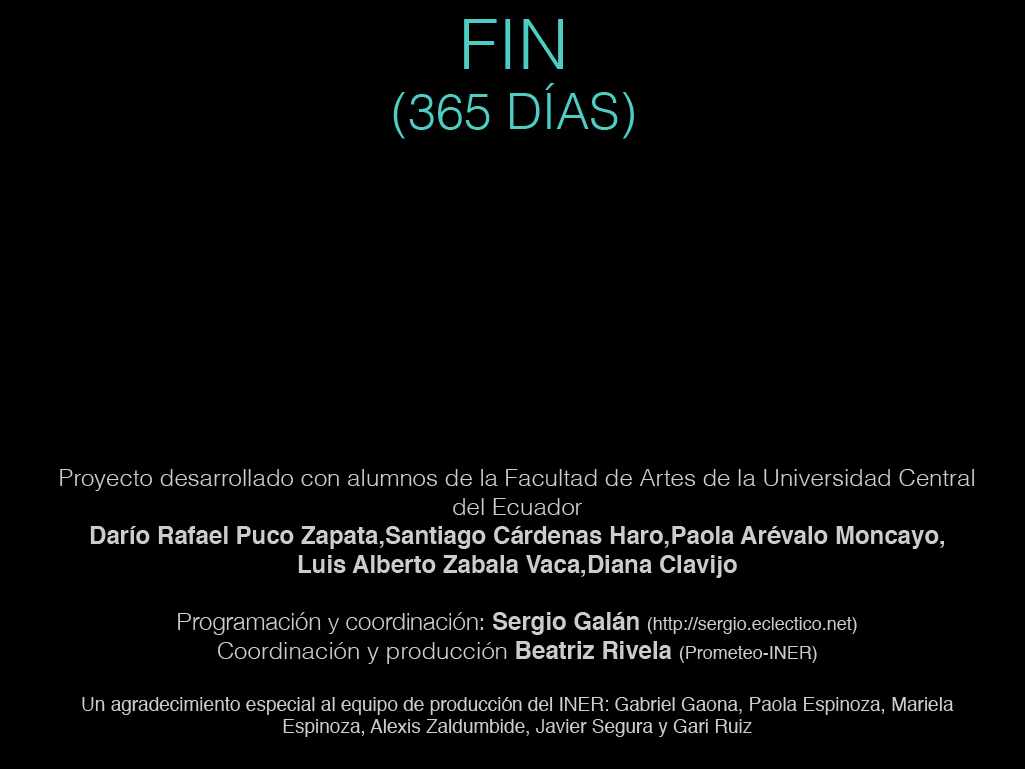 FIN
(365 DÍAS)
Proyecto desarrollado con alumnos de la Facultad de Artes de la Universidad Central
del Ecuador
Darío Rafael Puco Zapata,Santiago Cárdenas Haro,Paola Arévalo Moncayo,
Luis Alberto Zabala Vaca,Diana Clavijo
Programación y coordinación: Sergio Galán (http://sergio.eclectico.net)
Coordinación y producción Beatriz Rivela (Prometeo-INER)
Un agradecimiento especial al equipo de producción del INER: Gabriel Gaona, Paola Espinoza, Mariela
Espinoza, Alexis Zaldumbide, Javier Segura y Gari Ruiz